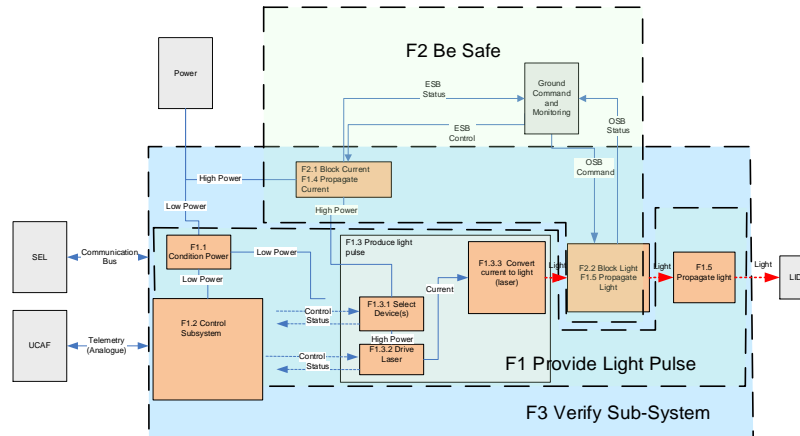 F2 Be Safe
Power
ESB
Status
Ground
Command
and
Monitoring
OSB
Status
ESB
Control
OSB
Command
F2.1 Block Current
F1.4 Propagate
Current
High Power
High Power
Low Power
SEL
Communication
Bus
F1.1
Condition Power
Low Power
Low Power
F1.3 Produce light
pulse
F1.3.3 Convert
current to light
(laser)
Light
F2.2 Block Light
F1.5 Propagate
Light
Light
F1.5
Propagate light
Light
Current
F1.2 Control
Subsystem
Control
Status
F1.3.1 Select
Device(s)
High Power
UCAF
Telemetry
(Analogue)
Control
Status
F1.3.2 Drive
Laser
F1 Provide Light Pulse
F3 Verify Sub-System